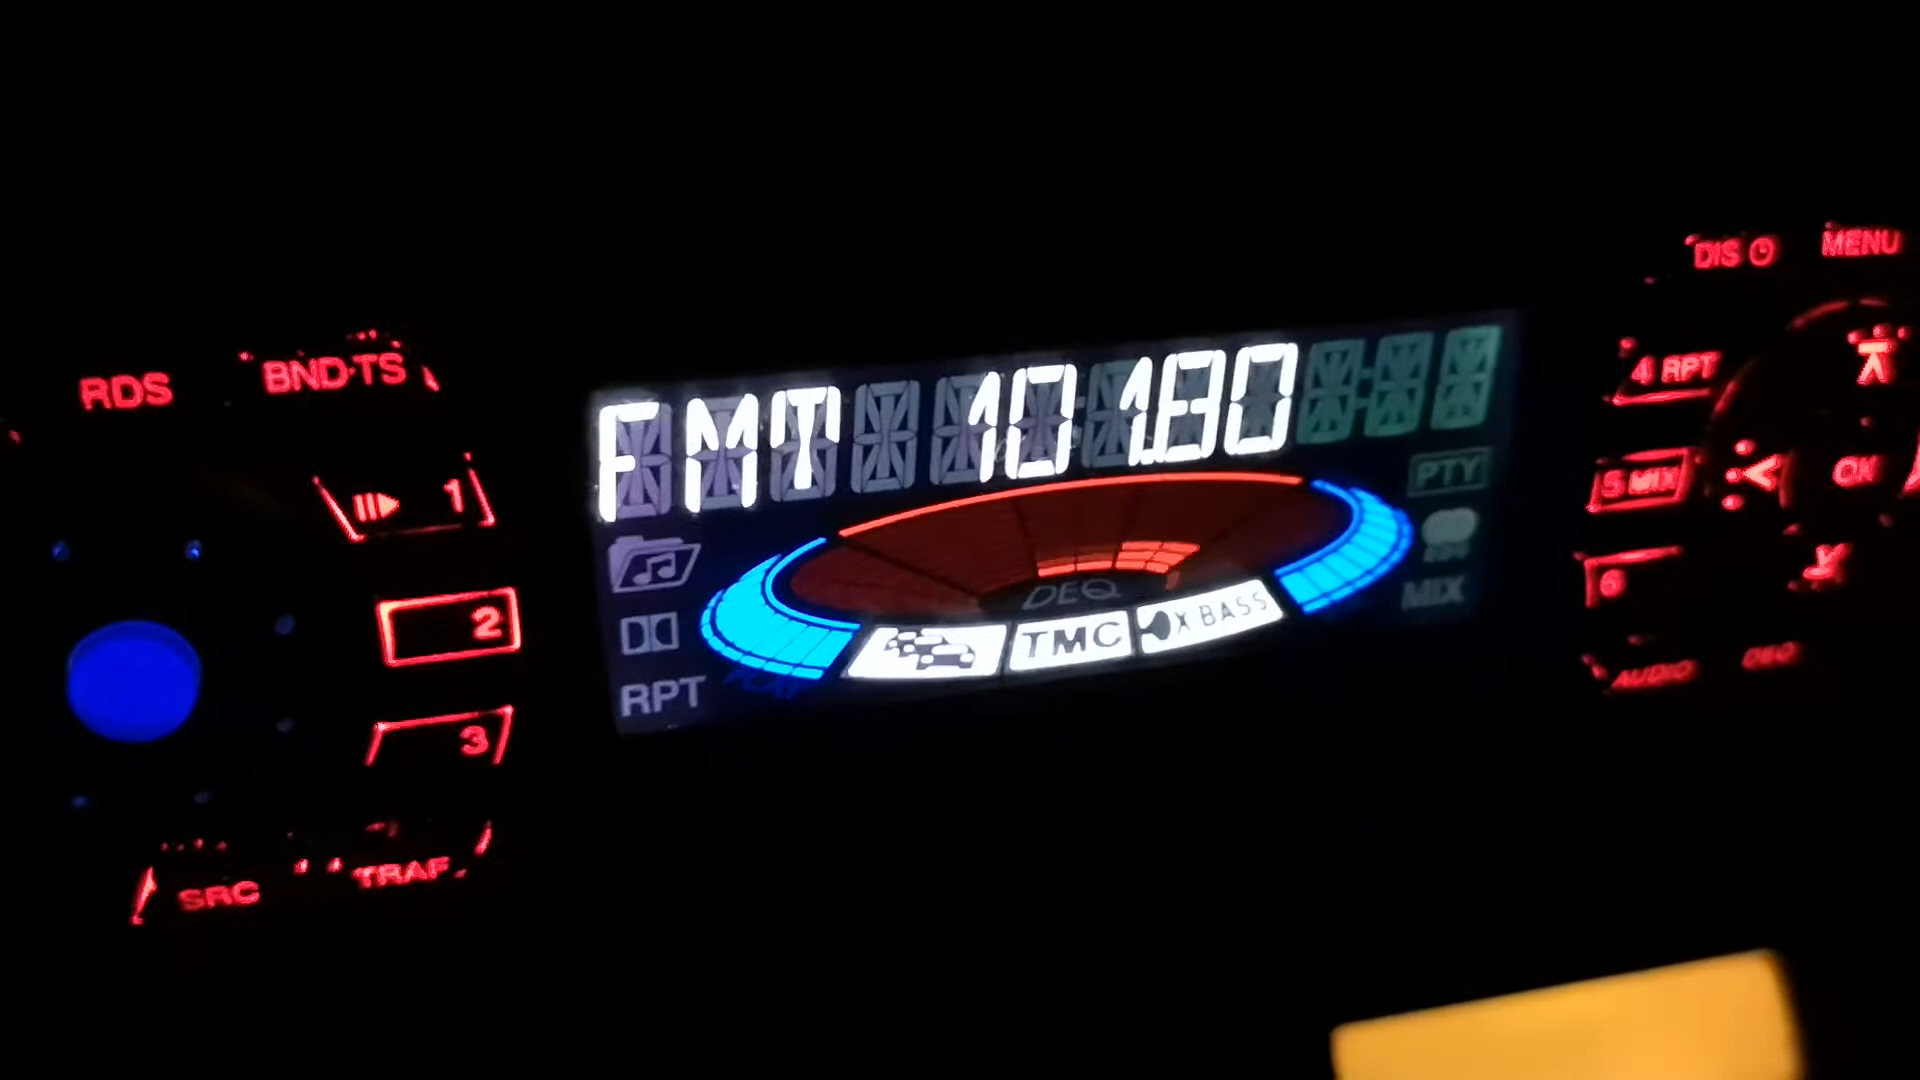 DIS MENU
RDS BND·TS
FMT 101.80
4 RPT
1
5 MIX
PTY
OK
2
DEQ
6
TMC
X-BASS
MIX
RPT
PLAY
3
AUDIO DEQ
SRC TRAF